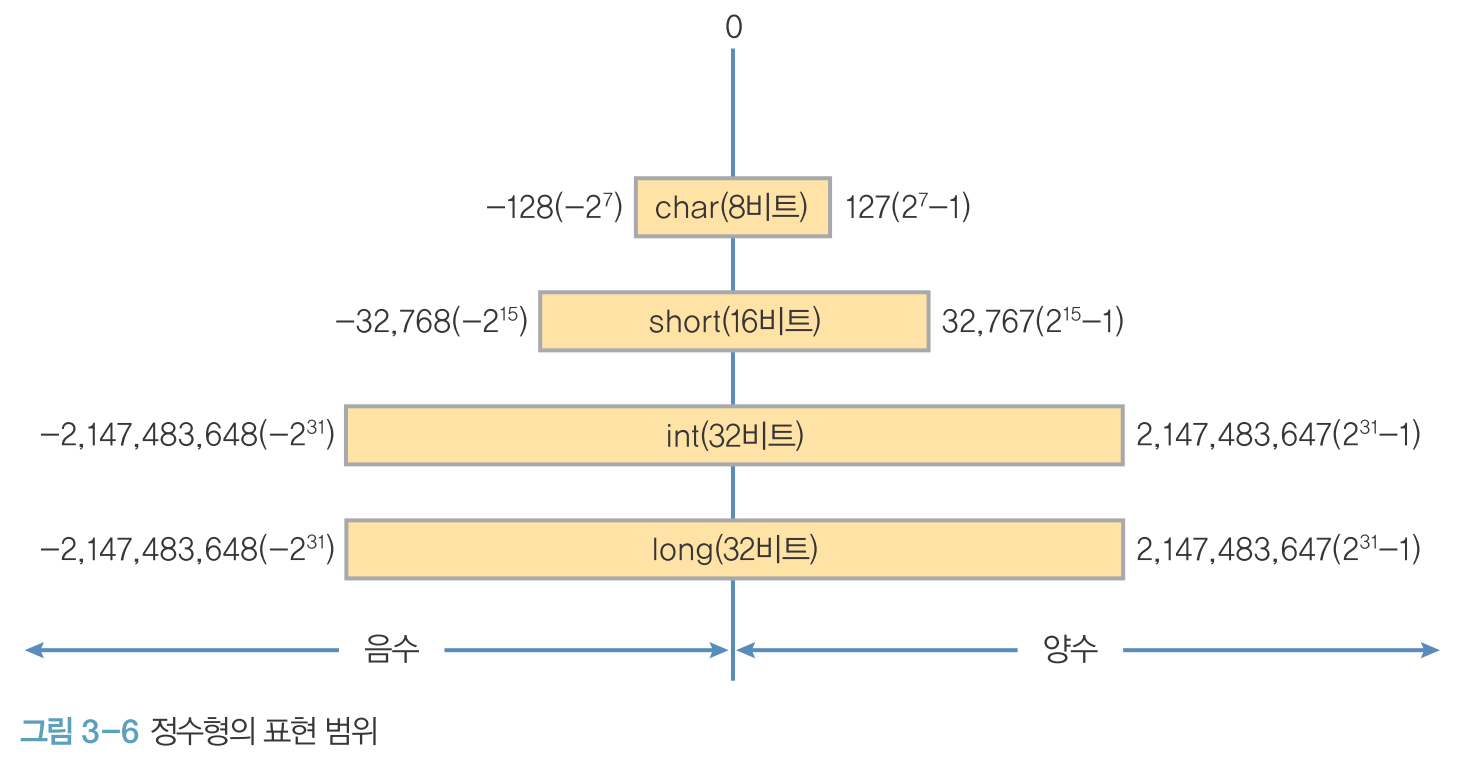 0
−128(−2⁷) char(8비트) 127(2⁷−1)
−32,768(−2¹⁵) short(16비트) 32,767(2¹⁵−1)
−2,147,483,648(−2³¹) int(32비트) 2,147,483,647(2³¹−1)
−2,147,483,648(−2³¹) long(32비트) 2,147,483,647(2³¹−1)
음수 양수
그림 3−6 정수형의 표현 범위